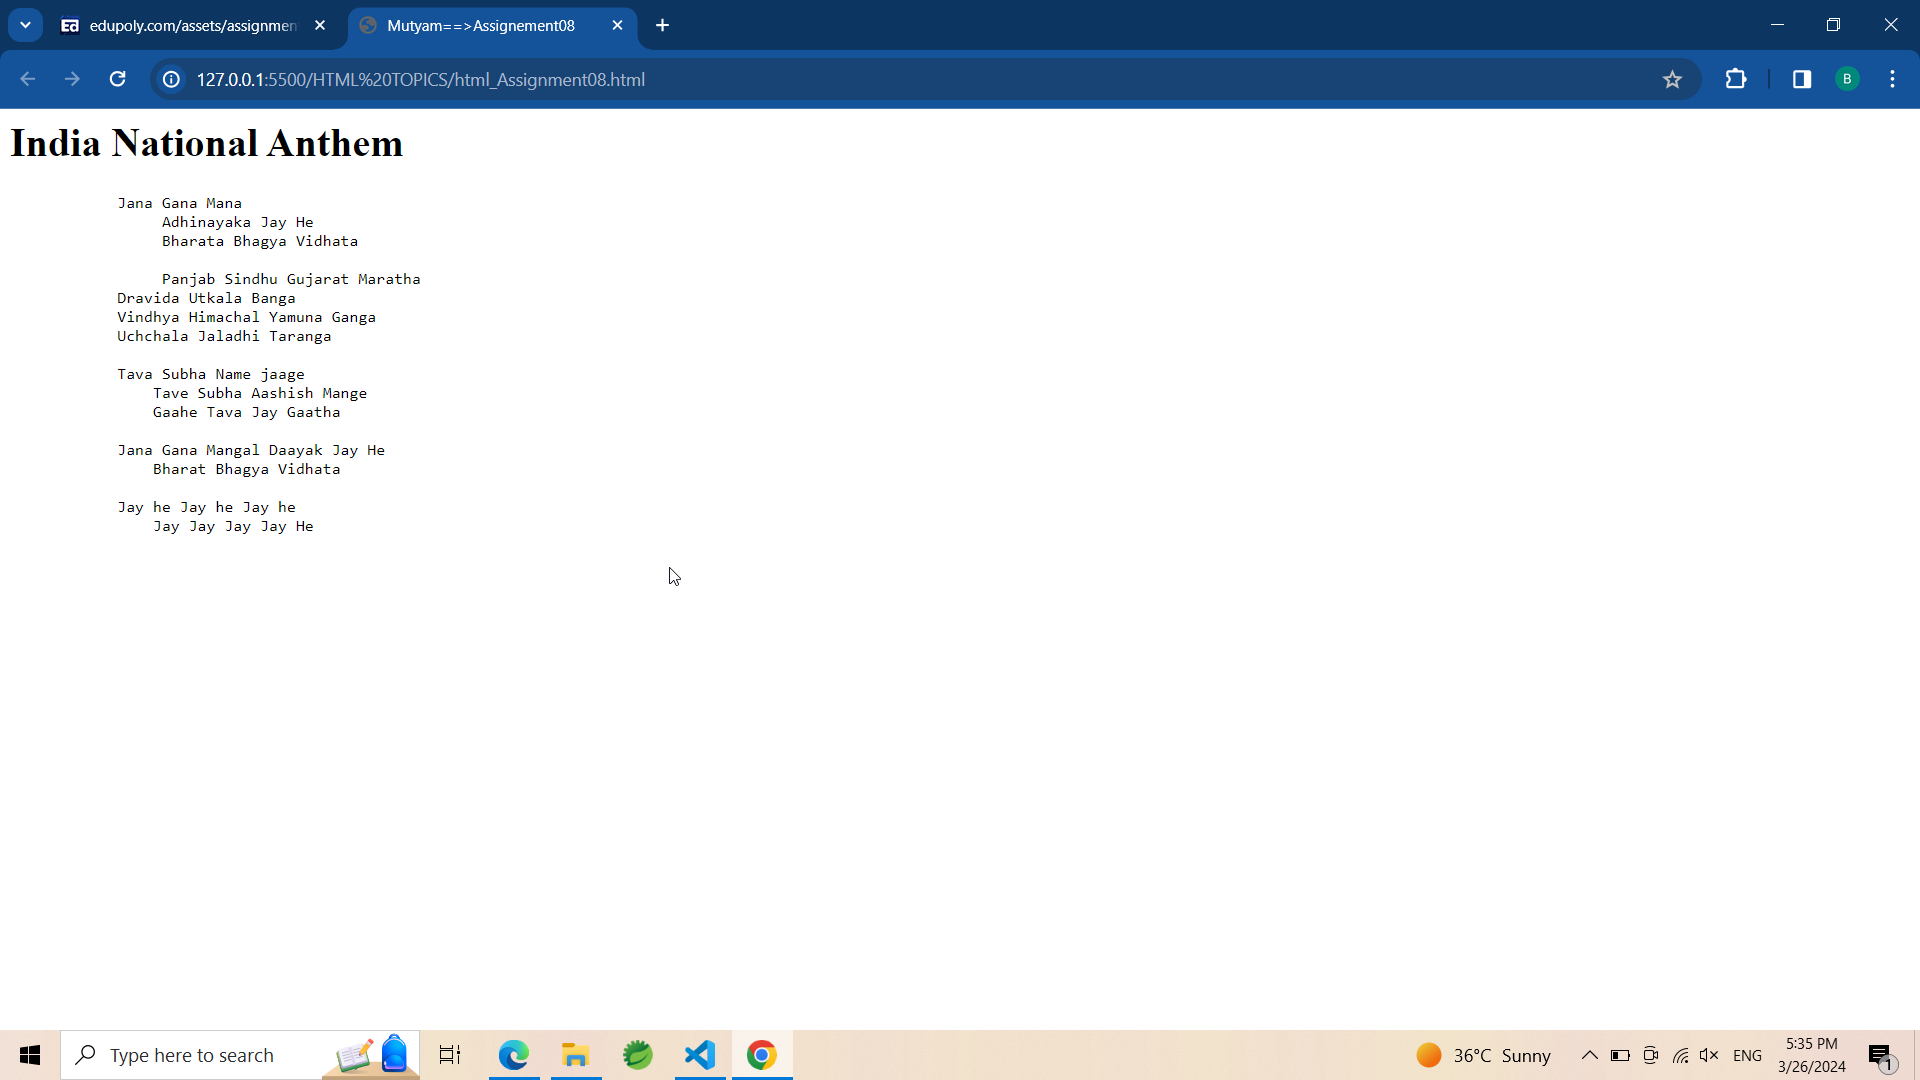 edupoly.com/assets/assignmen
Mutyam==>Assignement08
127.0.0.1:5500/HTML%20TOPICS/html_Assignment08.html
B
India National Anthem
Jana Gana Mana
Adhinayaka Jay He
Bharata Bhagya Vidhata
Panjab Sindhu Gujarat Maratha
Dravida Utkala Banga
Vindhya Himachal Yamuna Ganga
Uchchala Jaladhi Taranga
Tava Subha Name jaage
Tave Subha Aashish Mange
Gaahe Tava Jay Gaatha
Jana Gana Mangal Daayak Jay He
Bharat Bhagya Vidhata
Jay he Jay he Jay he
Jay Jay Jay Jay He
Type here to search
36°C Sunny
ENG
5:35 PM
3/26/2024
1